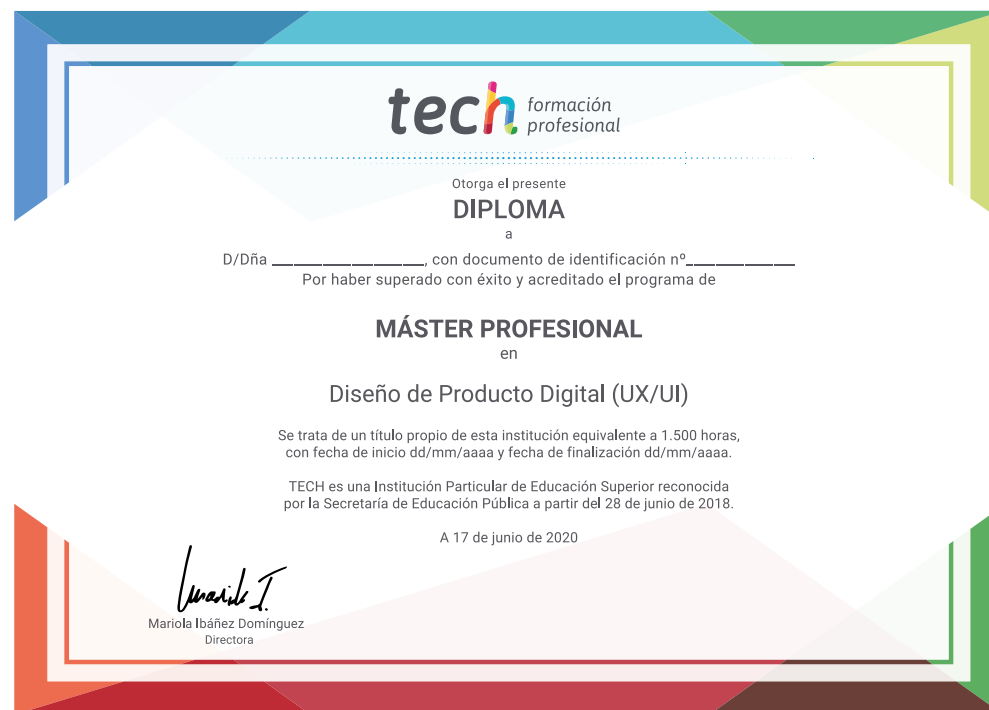 tech formación
profesional
Otorga el presente
DIPLOMA
a
D/Dña ____________________, con documento de identificación nº______________
Por haber superado con éxito y acreditado el programa de
MÁSTER PROFESIONAL
en
Diseño de Producto Digital (UX/UI)
Se trata de un título propio de esta institución equivalente a 1.500 horas,
con fecha de inicio dd/mm/aaaa y fecha de finalización dd/mm/aaaa.
TECH es una Institución Particular de Educación Superior reconocida
por la Secretaría de Educación Pública a partir del 28 de junio de 2018.
A 17 de junio de 2020
Mariola Ibáñez Domínguez
Directora